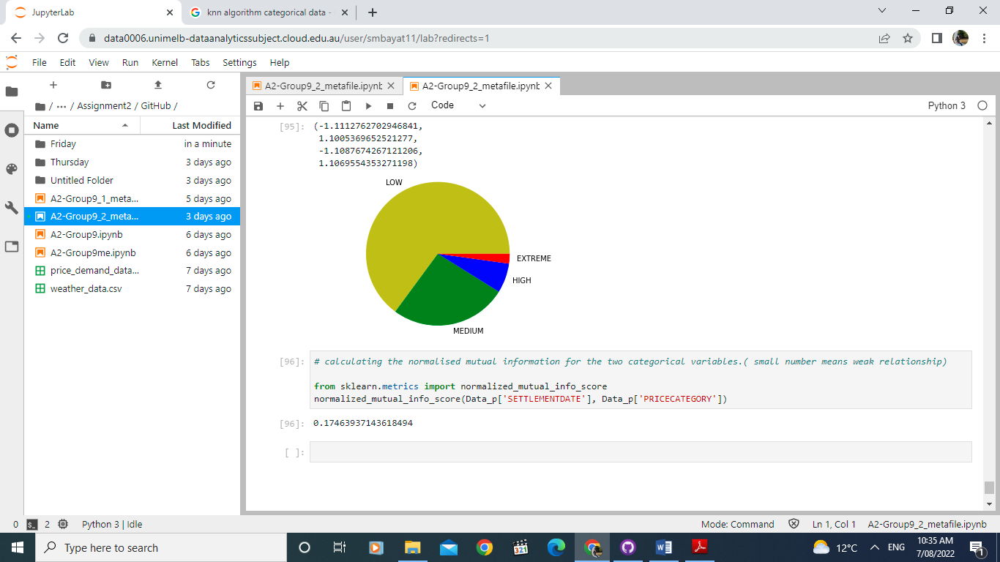 JupyterLab
knn algorithm categorical data -
data0006.unimelb-dataanalyticssubject.cloud.edu.au/user/smbayat11/lab?redirects=1
File Edit View Run Kernel Tabs Settings Help
A2-Group9_2_metafile.ipynb
A2-Group9_2_metafile.ipynb
Code
Python 3
/ ··· / Assignment2 / GitHub /
Name Last Modified
Friday in a minute
Thursday 3 days ago
Untitled Folder 3 days ago
A2-Group9_1_meta... 5 days ago
A2-Group9_2_meta... 3 days ago
A2-Group9.ipynb 6 days ago
A2-Group9me.ipynb 6 days ago
price_demand_data... 7 days ago
weather_data.csv 7 days ago
[95]: (-1.1112762702946841,
1.1005369652521277,
-1.1087674267121206,
1.1069554353271198)
LOW
EXTREME
HIGH
MEDIUM
[96]: # calculating the normalised mutual information for the two categorical variables.( small number means weak relationship)
from sklearn.metrics import normalized_mutual_info_score
normalized_mutual_info_score(Data_p['SETTLEMENTDATE'], Data_p['PRICECATEGORY'])
[96]: 0.17463937143618494
[ ]:
0 $_ 2 Python 3 | Idle
Mode: Command Ln 1, Col 1 A2-Group9_2_metafile.ipynb
Type here to search
321
12°C ENG
10:35 AM
7/08/2022
1